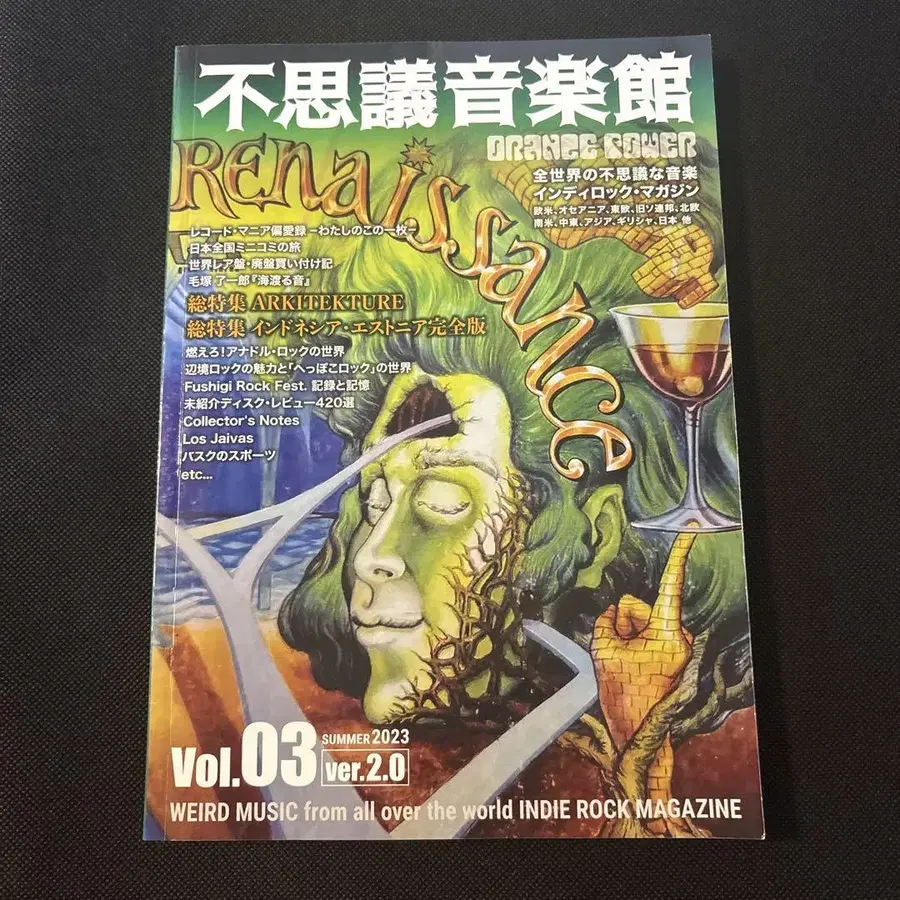 不思議音楽館
ORANGE POWER
Renaissance
全世界の不思議な音楽
インディロック・マガジン
欧米、オセアニア、東欧、旧ソ連邦、北欧
南米、中東、アジア、ギリシャ、日本 他
レコード・マニア偏愛録 −わたしのこの一枚−
日本全国ミニコミの旅
世界レア盤・廃盤買い付け記
毛塚 了一郎『海渡る音』
総特集 ARKITEKTURE
総特集 インドネシア・エストニア完全版
燃えろ!アナドル・ロックの世界
辺境ロックの魅力と「へっぽこロック」の世界
Fushigi Rock Fest. 記録と記憶
未紹介ディスク・レビュー420選
Collector's Notes
Los Jaivas
バスクのスポーツ
etc...
Vol.03
SUMMER2023
ver.2.0
WEIRD MUSIC from all over the world INDIE ROCK MAGAZINE